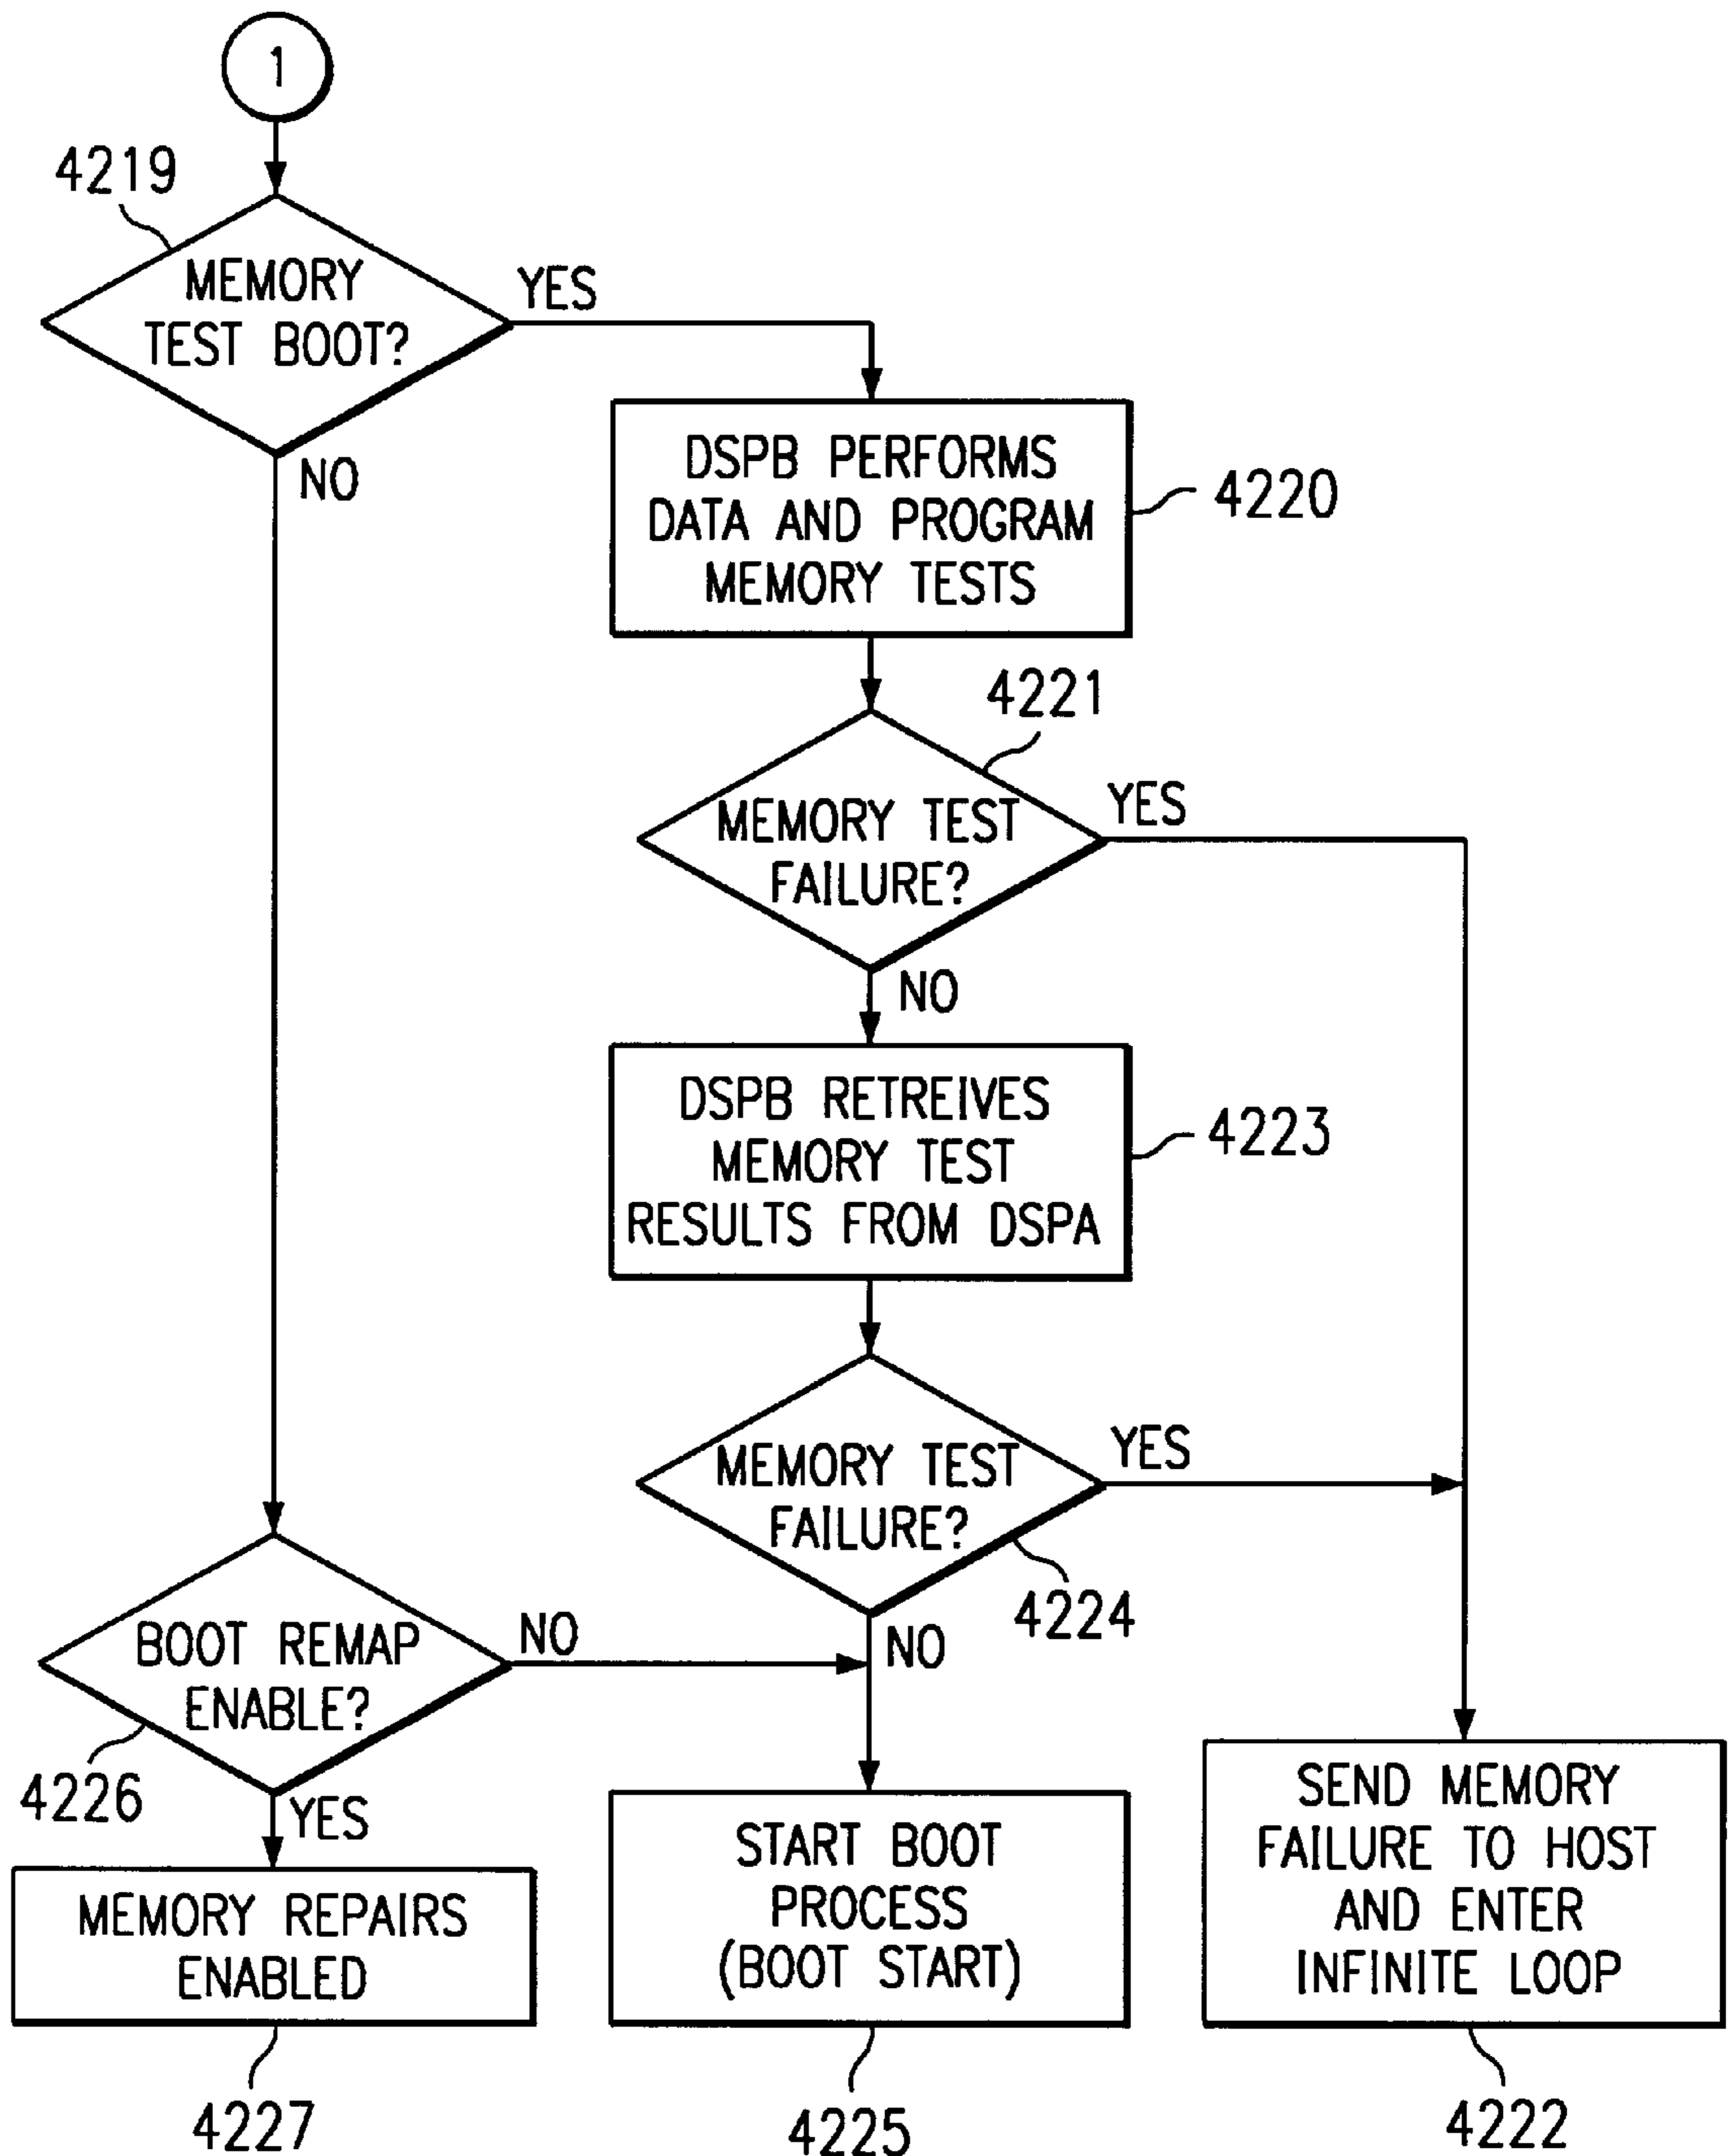 1
4219
MEMORY
TEST BOOT?
YES
NO
DSPB PERFORMS
DATA AND PROGRAM
MEMORY TESTS
4220
4221
MEMORY TEST
FAILURE?
YES
NO
DSPB RETREIVES
MEMORY TEST
RESULTS FROM DSPA
4223
MEMORY TEST
FAILURE?
YES
4224
NO
BOOT REMAP
ENABLE?
NO
4226
YES
MEMORY REPAIRS
ENABLED
4227
START BOOT
PROCESS
(BOOT START)
4225
SEND MEMORY
FAILURE TO HOST
AND ENTER
INFINITE LOOP
4222